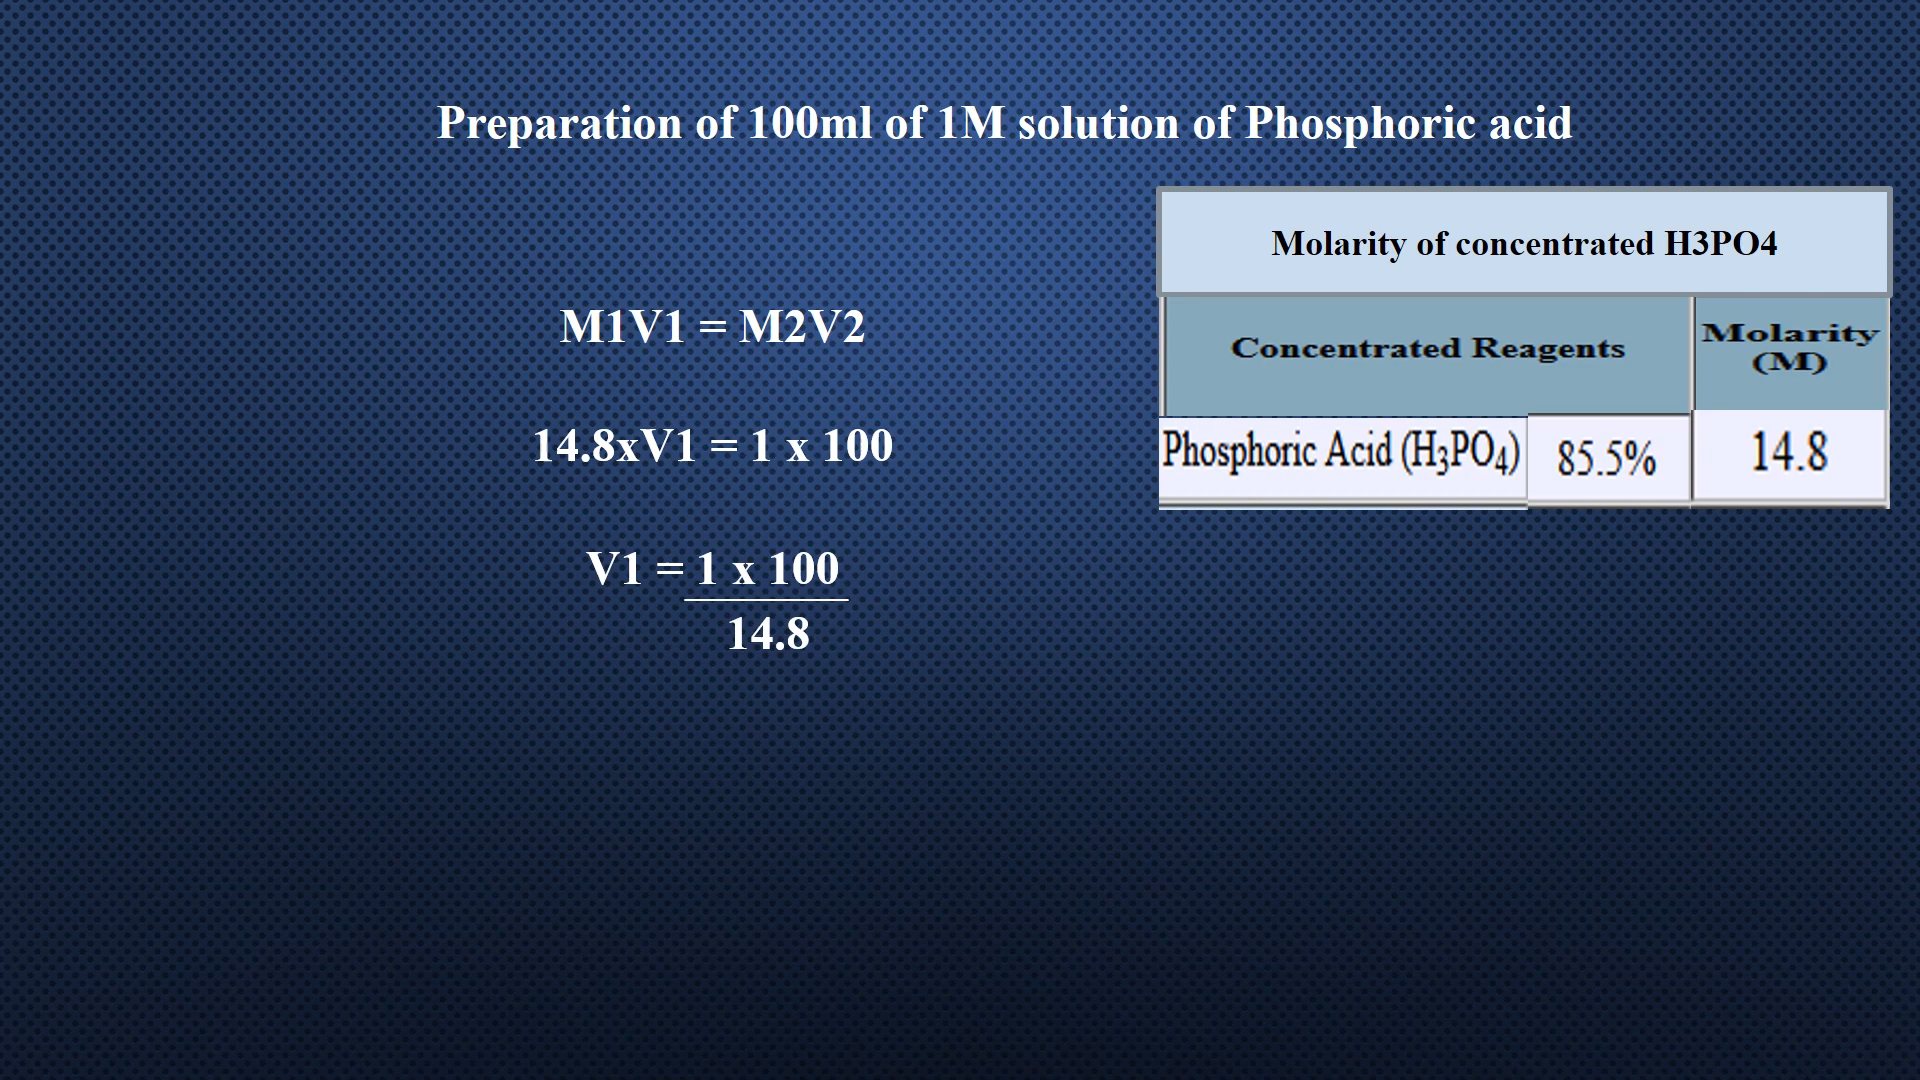 Preparation of 100ml of 1M solution of Phosphoric acid
M1V1 = M2V2
14.8xV1 = 1 x 100
V1 = 1 x 100
14.8
Molarity of concentrated H3PO4
Concentrated Reagents
Molarity
(M)
Phosphoric Acid (H₃PO₄) 85.5% 14.8